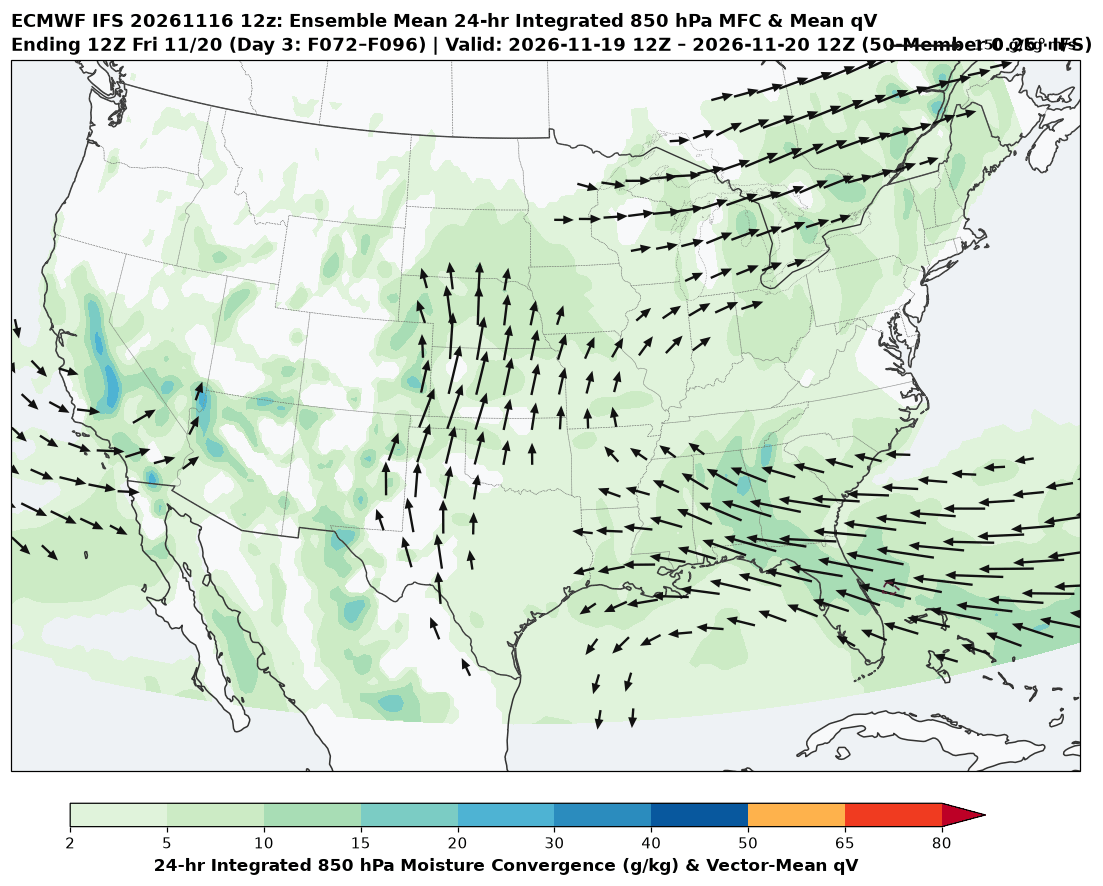 ECMWF IFS 20261116 12z: Ensemble Mean 24-hr Integrated 850 hPa MFC & Mean qV
Ending 12Z Fri 11/20 (Day 3: F072–F096) | Valid: 2026-11-19 12Z – 2026-11-20 12Z (50-Member 0.25° IFS)
2 5 10 15 20 30 40 50 65 80
24-hr Integrated 850 hPa Moisture Convergence (g/kg) & Vector-Mean qV